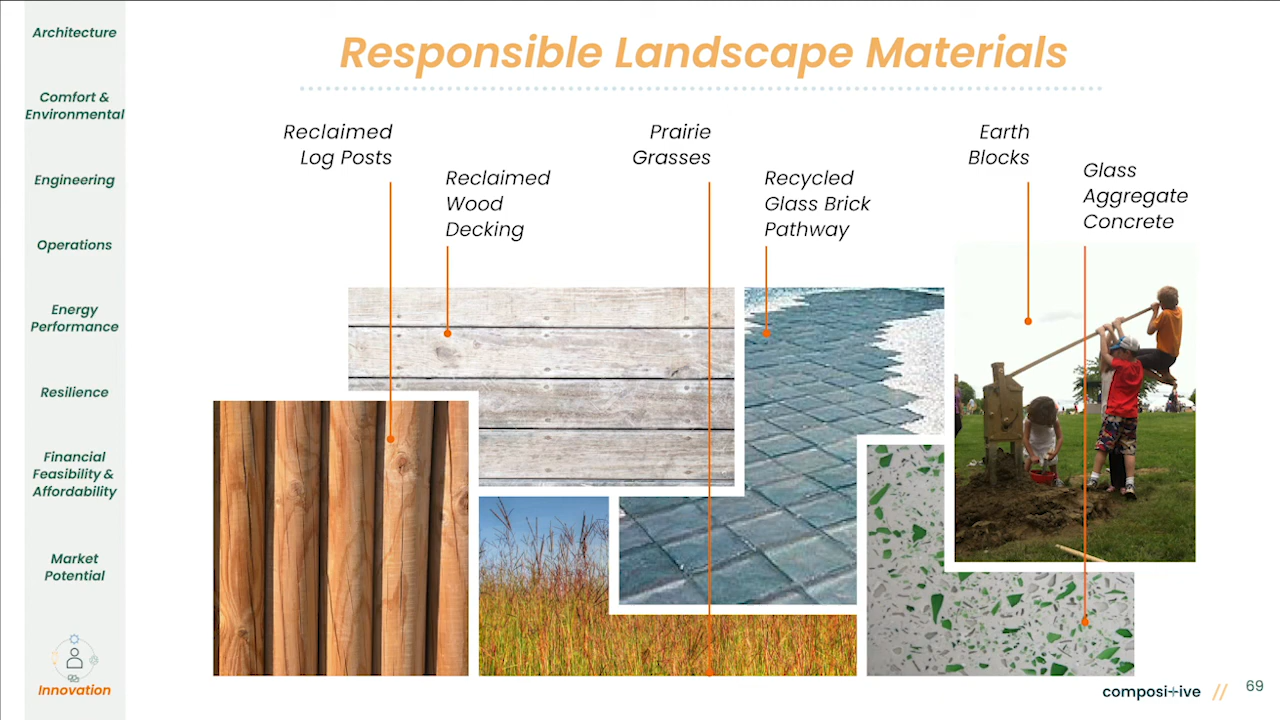 Architecture
Comfort &
Environmental
Engineering
Operations
Energy
Performance
Resilience
Financial
Feasibility &
Affordability
Market
Potential
Innovation
Responsible Landscape Materials
Reclaimed
Log Posts
Reclaimed
Wood
Decking
Prairie
Grasses
Recycled
Glass Brick
Pathway
Earth
Blocks
Glass
Aggregate
Concrete
composi+ive //
69